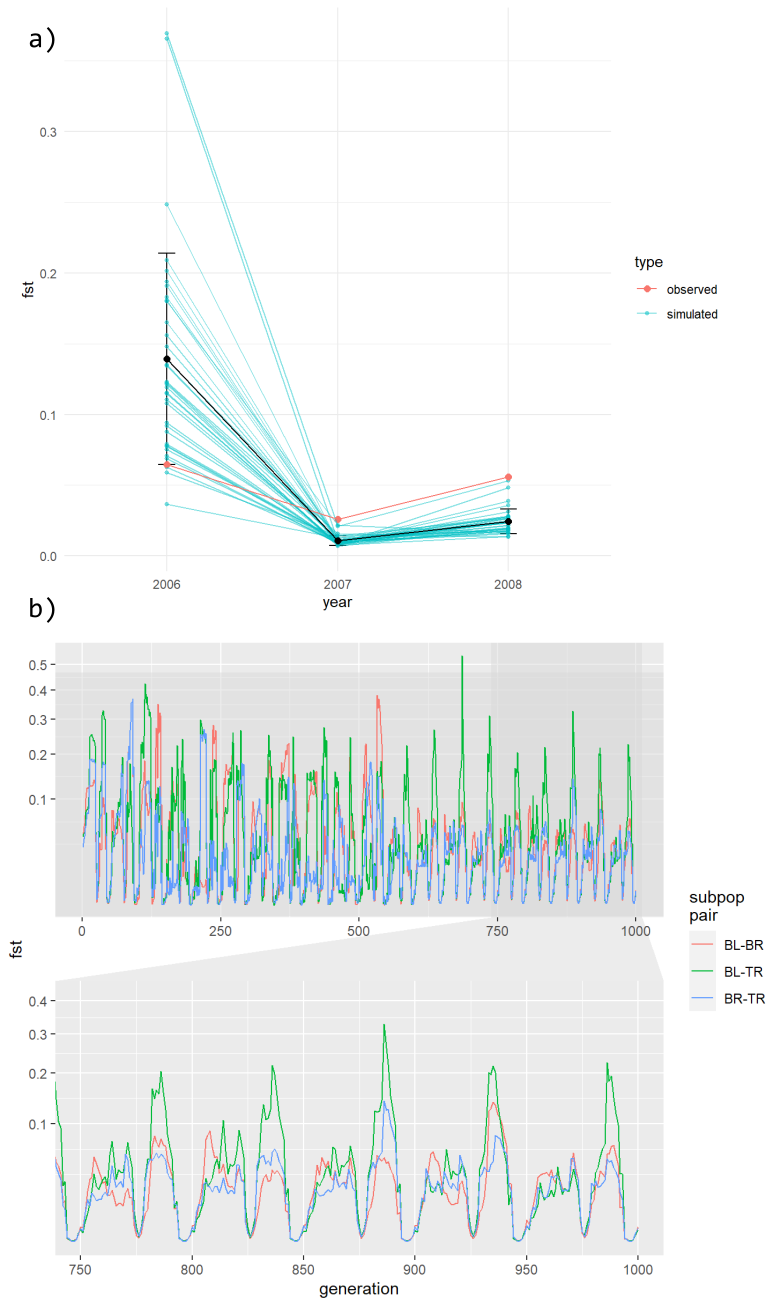 a)
0.3
0.2
0.1
0.0
fst
2006 2007 2008
year
type
observed
simulated
b)
0.5
0.4
0.3
0.2
0.1
0 250 500 750 1000
fst
0.4
0.3
0.2
0.1
750 800 850 900 950 1000
generation
subpop
pair
BL-BR
BL-TR
BR-TR